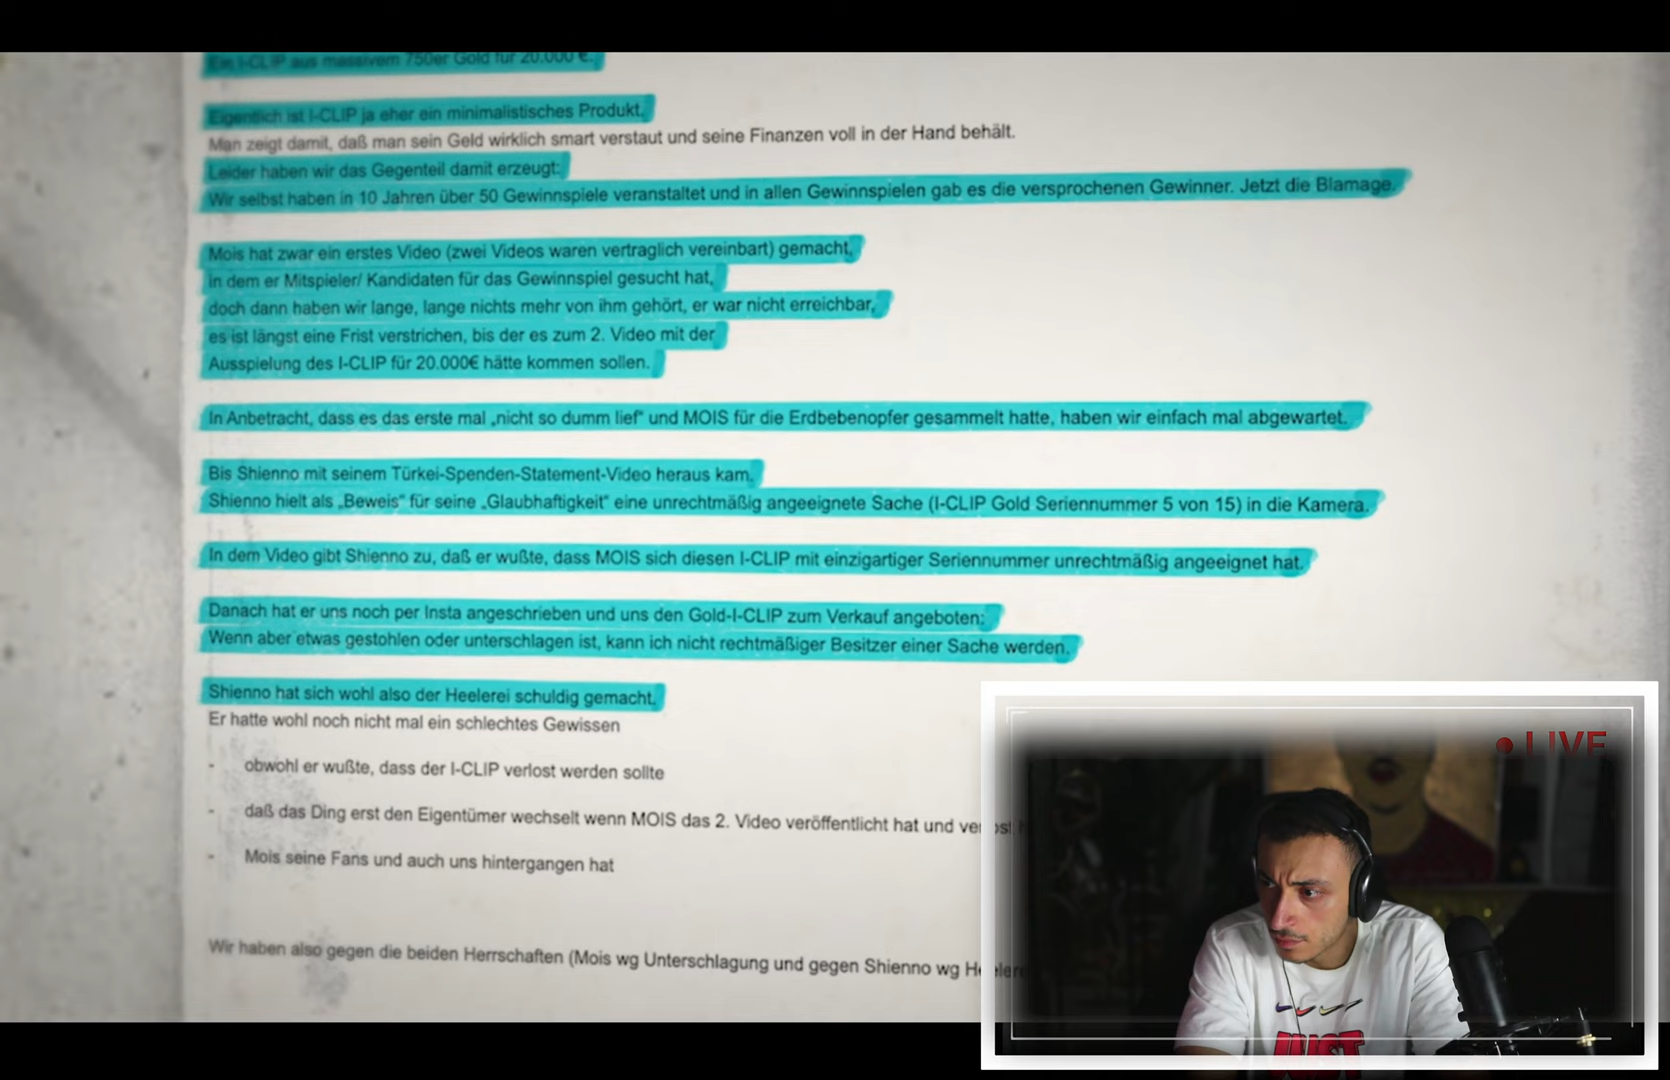 Ein I-CLIP aus massivem 750er Gold für 20.000 €.
Eigentlich ist I-CLIP ja eher ein minimalistisches Produkt.
Man zeigt damit, daß man sein Geld wirklich smart verstaut und seine Finanzen voll in der Hand behält.
Leider haben wir das Gegenteil damit erzeugt:
Wir selbst haben in 10 Jahren über 50 Gewinnspiele veranstaltet und in allen Gewinnspielen gab es die versprochenen Gewinner. Jetzt die Blamage.
Mois hat zwar ein erstes Video (zwei Videos waren vertraglich vereinbart) gemacht,
in dem er Mitspieler/ Kandidaten für das Gewinnspiel gesucht hat,
doch dann haben wir lange, lange nichts mehr von ihm gehört, er war nicht erreichbar,
es ist längst eine Frist verstrichen, bis der es zum 2. Video mit der
Ausspielung des I-CLIP für 20.000€ hätte kommen sollen.
In Anbetracht, dass es das erste mal „nicht so dumm lief“ und MOIS für die Erdbebenopfer gesammelt hatte, haben wir einfach mal abgewartet.
Bis Shienno mit seinem Türkei-Spenden-Statement-Video heraus kam.
Shienno hielt als „Beweis“ für seine „Glaubhaftigkeit“ eine unrechtmäßig angeeignete Sache (I-CLIP Gold Seriennummer 5 von 15) in die Kamera.
In dem Video gibt Shienno zu, daß er wußte, dass MOIS sich diesen I-CLIP mit einzigartiger Seriennummer unrechtmäßig angeeignet hat.
Danach hat er uns noch per Insta angeschrieben und uns den Gold-I-CLIP zum Verkauf angeboten:
Wenn aber etwas gestohlen oder unterschlagen ist, kann ich nicht rechtmäßiger Besitzer einer Sache werden.
Shienno hat sich wohl also der Heelerei schuldig gemacht.
Er hatte wohl noch nicht mal ein schlechtes Gewissen
- obwohl er wußte, dass der I-CLIP verlost werden sollte
- daß das Ding erst den Eigentümer wechselt wenn MOIS das 2. Video veröffentlicht hat und
- Mois seine Fans und auch uns hintergangen hat
Wir haben also gegen die beiden Herrschaften (Mois wg Unterschlagung und gegen Shienno wg
LIVE
JUST